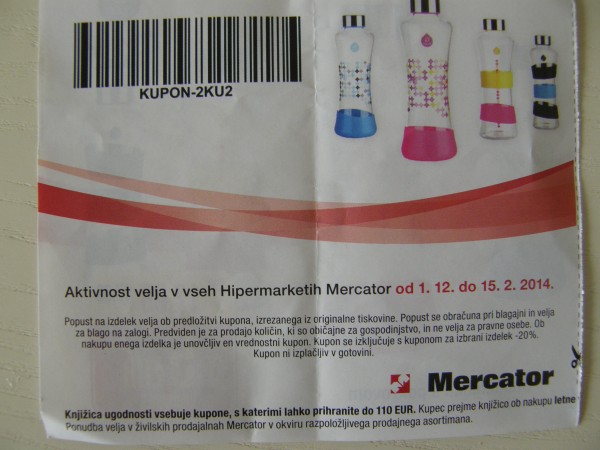 KUPON-2KU2
Aktivnost velja v vseh Hipermarketih Mercator od 1. 12. do 15. 2. 2014.
Popust na izdelek velja ob predložitvi kupona, izrezanega iz originalne tiskovine. Popust se obračuna pri blagajni in velja
za blago na zalogi. Predviden je za prodajo količin, ki so običajne za gospodinjstvo, in ne velja za pravne osebe. Ob
nakupu enega izdelka je unovčljiv en vrednostni kupon. Kupon se izključuje s kuponom za izbrani izdelek -20%.
Kupon ni izplačljiv v gotovini.
Mercator
Knjižica ugodnosti vsebuje kupone, s katerimi lahko prihranite do 110 EUR. Kupec prejme knjižico ob nakupu letne
Ponudba velja v živilskih prodajalnah Mercator v okviru razpoložljivega prodajnega asortimana.